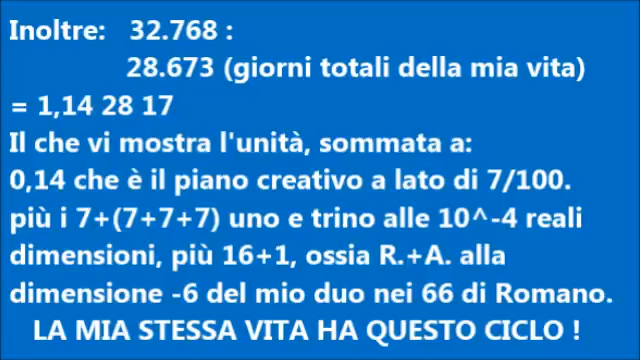 Inoltre: 32.768 :
28.673 (giorni totali della mia vita)
= 1,14 28 17
Il che vi mostra l'unità, sommata a:
0,14 che è il piano creativo a lato di 7/100.
più i 7+(7+7+7) uno e trino alle 10^-4 reali
dimensioni, più 16+1, ossia R.+A. alla
dimensione -6 del mio duo nei 66 di Romano.
LA MIA STESSA VITA HA QUESTO CICLO !